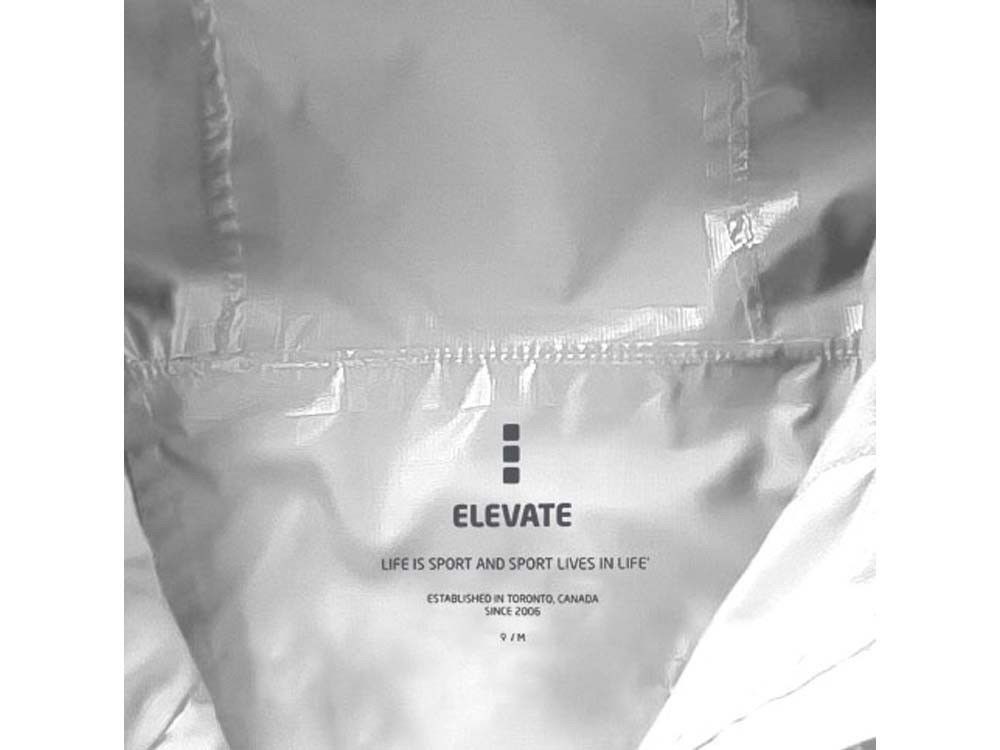 ELEVATE
LIFE IS SPORT AND SPORT LIVES IN LIFE'
ESTABLISHED IN TORONTO, CANADA
SINCE 2006
♀ / M